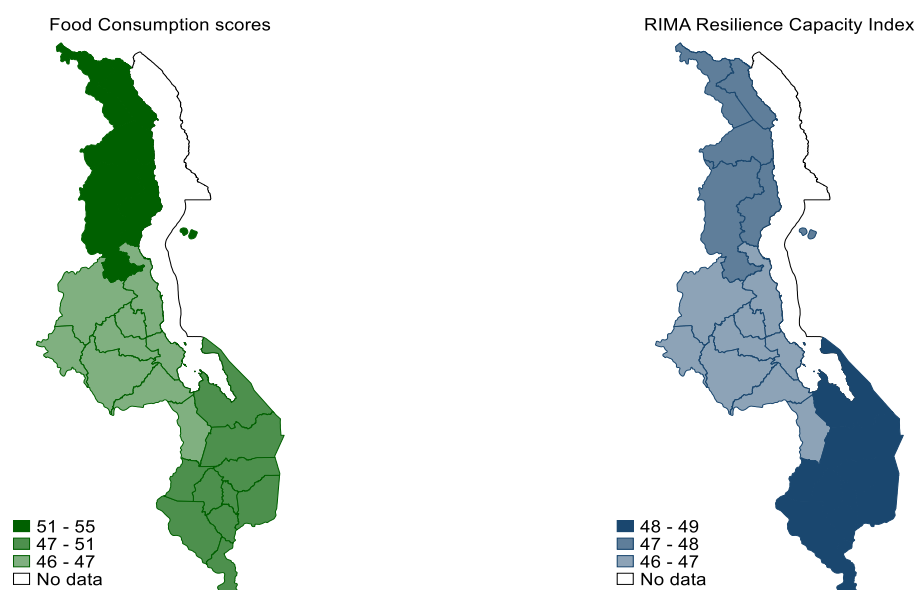 Food Consumption scores
51 - 55
47 - 51
46 - 47
No data
RIMA Resilience Capacity Index
48 - 49
47 - 48
46 - 47
No data